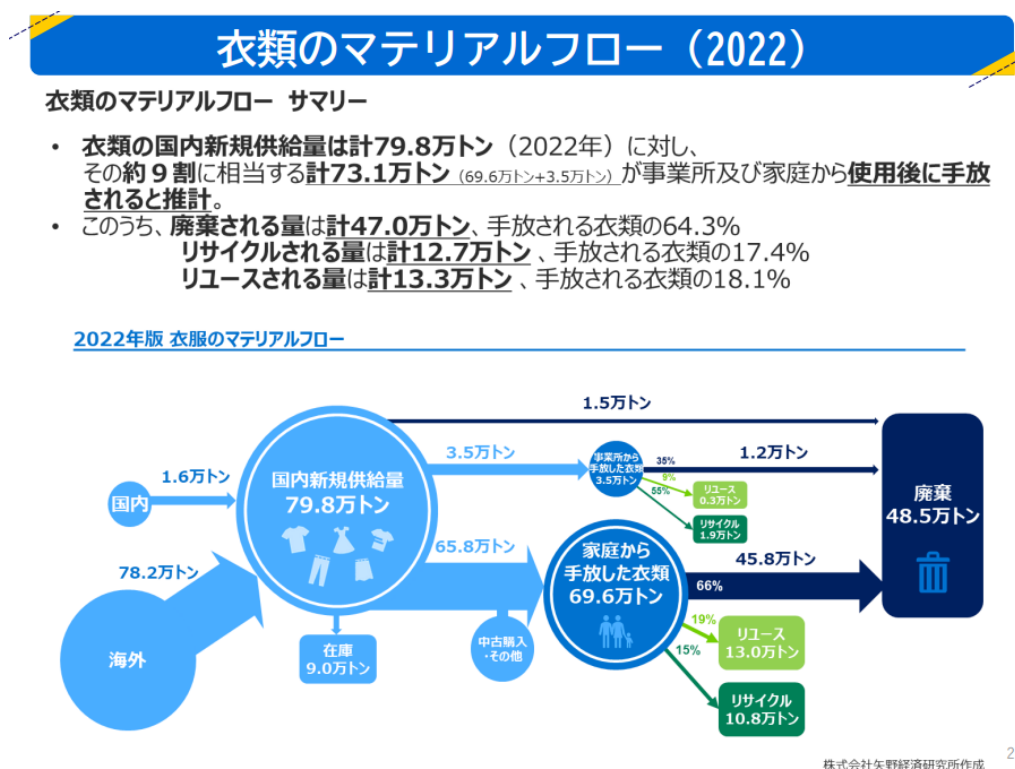 衣類のマテリアルフロー（2022）
衣類のマテリアルフロー サマリー
• 衣類の国内新規供給量は計79.8万トン（2022年）に対し、
その約９割に相当する計73.1万トン（69.6万トン+3.5万トン）が事業所及び家庭から使用後に手放
されると推計。
• このうち、廃棄される量は計47.0万トン、手放される衣類の64.3%
リサイクルされる量は計12.7万トン 、手放される衣類の17.4%
リユースされる量は計13.3万トン 、手放される衣類の18.1%
2022年版 衣服のマテリアルフロー
1.5万トン
3.5万トン
事業所から
手放した衣類
3.5万トン
35%
1.2万トン
9%
リユース
0.3万トン
55%
リサイクル
1.9万トン
1.6万トン
国内
国内新規供給量
79.8万トン
廃棄
48.5万トン
78.2万トン
海外
65.8万トン
家庭から
手放した衣類
69.6万トン
45.8万トン
66%
19%
リユース
13.0万トン
15%
リサイクル
10.8万トン
在庫
9.0万トン
中古購入
・その他
株式会社矢野経済研究所作成
2